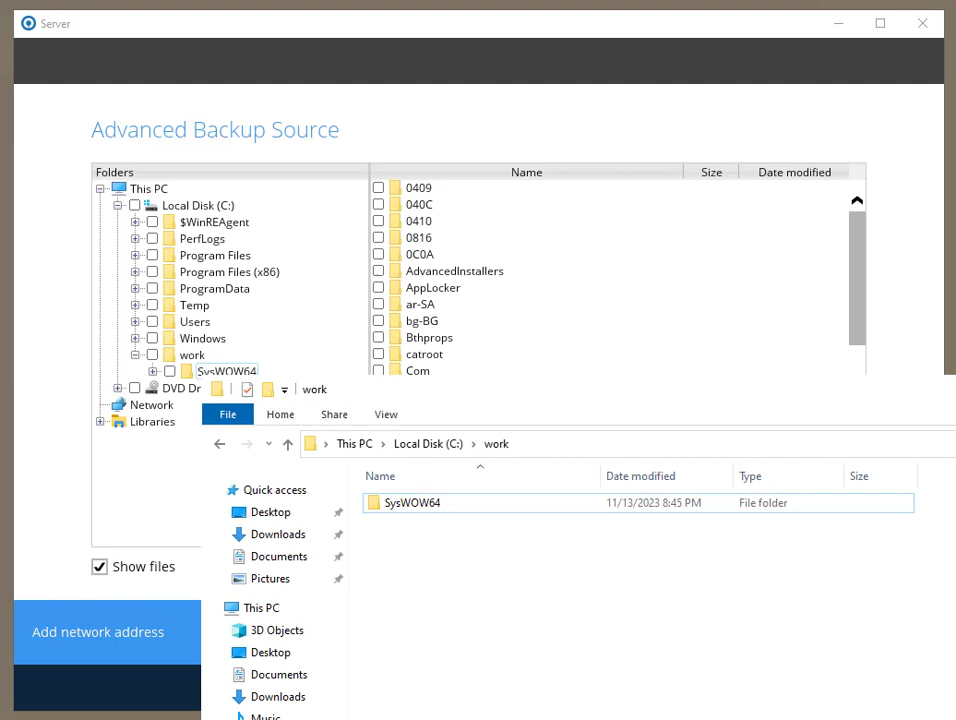 Server
Advanced Backup Source
Folders
Name Size Date modified
This PC
Local Disk (C:)
$WinREAgent
PerfLogs
Program Files
Program Files (x86)
ProgramData
Temp
Users
Windows
work
SysWOW64
DVD Dr
Network
Libraries
0409
040C
0410
0816
0C0A
AdvancedInstallers
AppLocker
ar-SA
bg-BG
Bthprops
catroot
Com
Show files
Add network address
work
File Home Share View
This PC › Local Disk (C:) › work
Name Date modified Type Size
SysWOW64 11/13/2023 8:45 PM File folder
Quick access
Desktop
Downloads
Documents
Pictures
This PC
3D Objects
Desktop
Documents
Downloads
Music